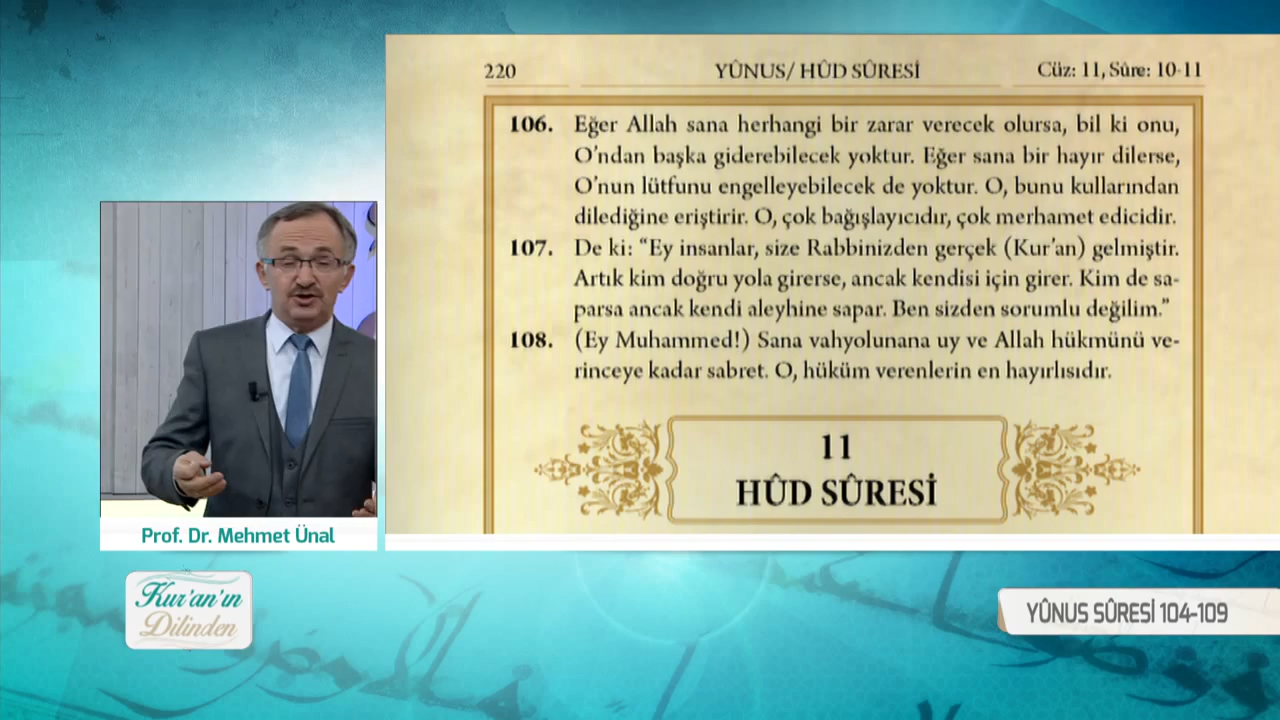 220 YÛNUS/ HÛD SÛRESİ Cüz: 11, Sûre: 10-11
106. Eğer Allah sana herhangi bir zarar verecek olursa, bil ki onu,
O’ndan başka giderebilecek yoktur. Eğer sana bir hayır dilerse,
O’nun lütfunu engelleyebilecek de yoktur. O, bunu kullarından
dilediğine eriştirir. O, çok bağışlayıcıdır, çok merhamet edicidir.
107. De ki: “Ey insanlar, size Rabbinizden gerçek (Kur’an) gelmiştir.
Artık kim doğru yola girerse, ancak kendisi için girer. Kim de sa-
parsa ancak kendi aleyhine sapar. Ben sizden sorumlu değilim.”
108. (Ey Muhammed!) Sana vahyolunana uy ve Allah hükmünü ve-
rinceye kadar sabret. O, hüküm verenlerin en hayırlısıdır.
11
HÛD SÛRESİ
Prof. Dr. Mehmet Ünal
Kur’an’ın
Dilinden
YÛNUS SÛRESİ 104-109